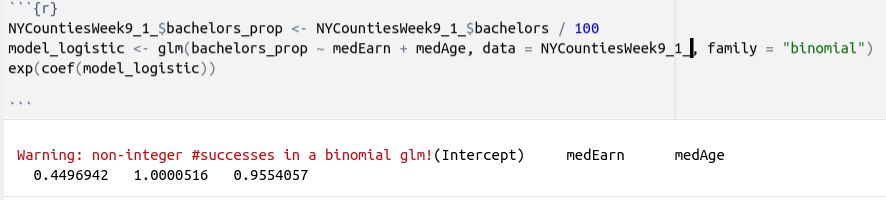 ```{r}
NYCountiesWeek9_1_$bachelors_prop <- NYCountiesWeek9_1_$bachelors / 100
model_logistic <- glm(bachelors_prop ~ medEarn + medAge, data = NYCountiesWeek9_1_, family = "binomial")
exp(coef(model_logistic))
```
Warning: non-integer #successes in a binomial glm!(Intercept)     medEarn      medAge
  0.4496942   1.0000516   0.9554057